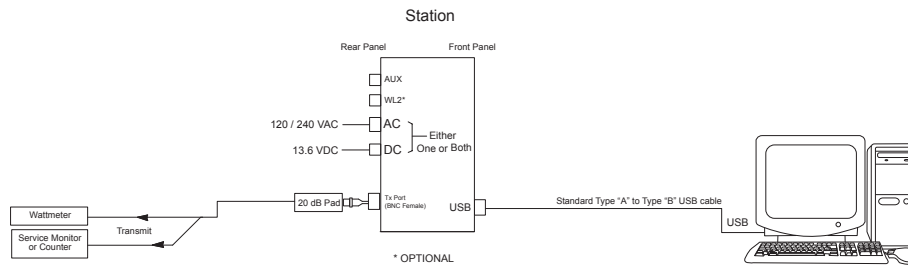 Station
Rear Panel
Front Panel
AUX
WL2*
120 / 240 VAC
AC
Either
One or Both
13.6 VDC
DC
20 dB Pad
Tx Port
(BNC Female)
USB
Standard Type “A” to Type “B” USB cable
USB
Wattmeter
Transmit
Service Monitor
or Counter
* OPTIONAL